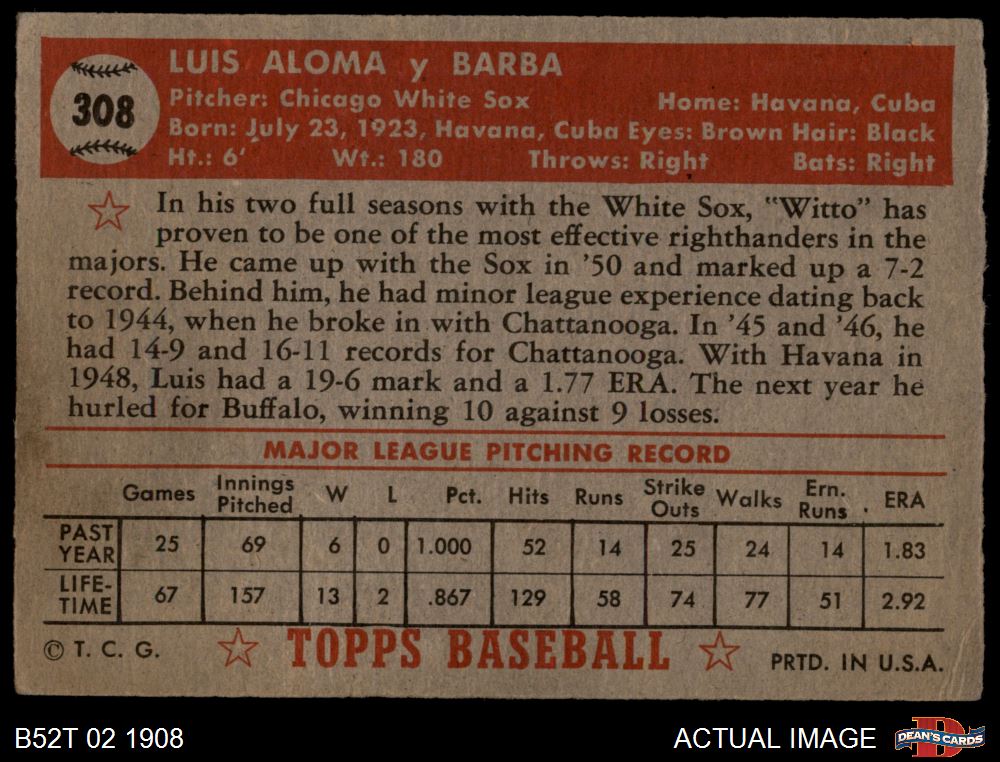 308
LUIS ALOMA y BARBA
Pitcher: Chicago White Sox Home: Havana, Cuba
Born: July 23, 1923, Havana, Cuba Eyes: Brown Hair: Black
Ht.: 6' Wt.: 180 Throws: Right Bats: Right
In his two full seasons with the White Sox, "Witto" has
proven to be one of the most effective righthanders in the
majors. He came up with the Sox in '50 and marked up a 7-2
record. Behind him, he had minor league experience dating back
to 1944, when he broke in with Chattanooga. In '45 and '46, he
had 14-9 and 16-11 records for Chattanooga. With Havana in
1948, Luis had a 19-6 mark and a 1.77 ERA. The next year he
hurled for Buffalo, winning 10 against 9 losses.
MAJOR LEAGUE PITCHING RECORD
Games Innings Pitched W L Pct. Hits Runs Strike Outs Walks Ern. Runs ERA
PAST YEAR 25 69 6 0 1.000 52 14 25 24 14 1.83
LIFE-TIME 67 157 13 2 .867 129 58 74 77 51 2.92
© T. C. G. TOPPS BASEBALL PRTD. IN U.S.A.
B52T 02 1908 ACTUAL IMAGE D DEAN'S CARDS